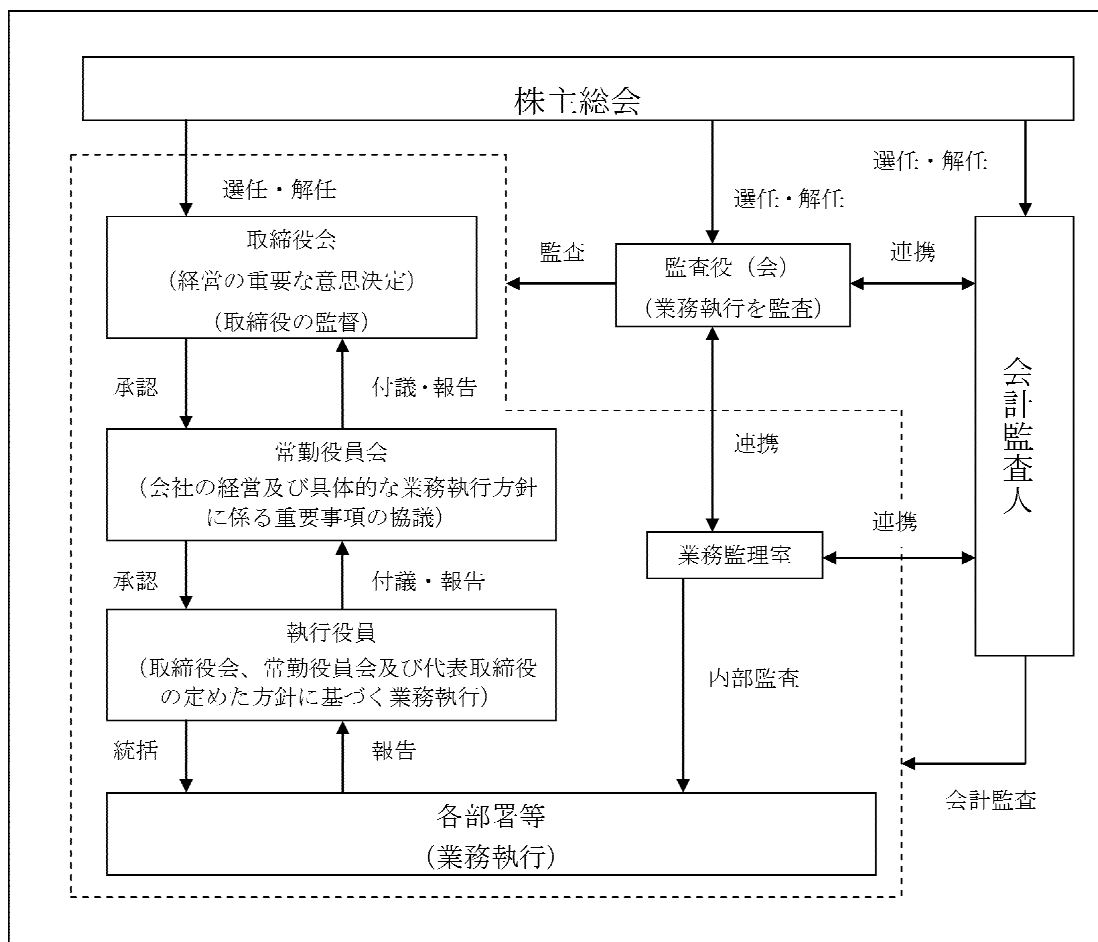 株主総会
選任・解任
選任・解任
選任・解任
取締役会
（経営の重要な意思決定）
（取締役の監督）
監査
監査役（会）
（業務執行を監査）
連携
会計監査人
承認
付議・報告
常勤役員会
（会社の経営及び具体的な業務執行方針
に係る重要事項の協議）
連携
連携
業務監理室
承認
付議・報告
執行役員
（取締役会、常勤役員会及び代表取締役
の定めた方針に基づく業務執行）
内部監査
統括
報告
会計監査
各部署等
（業務執行）